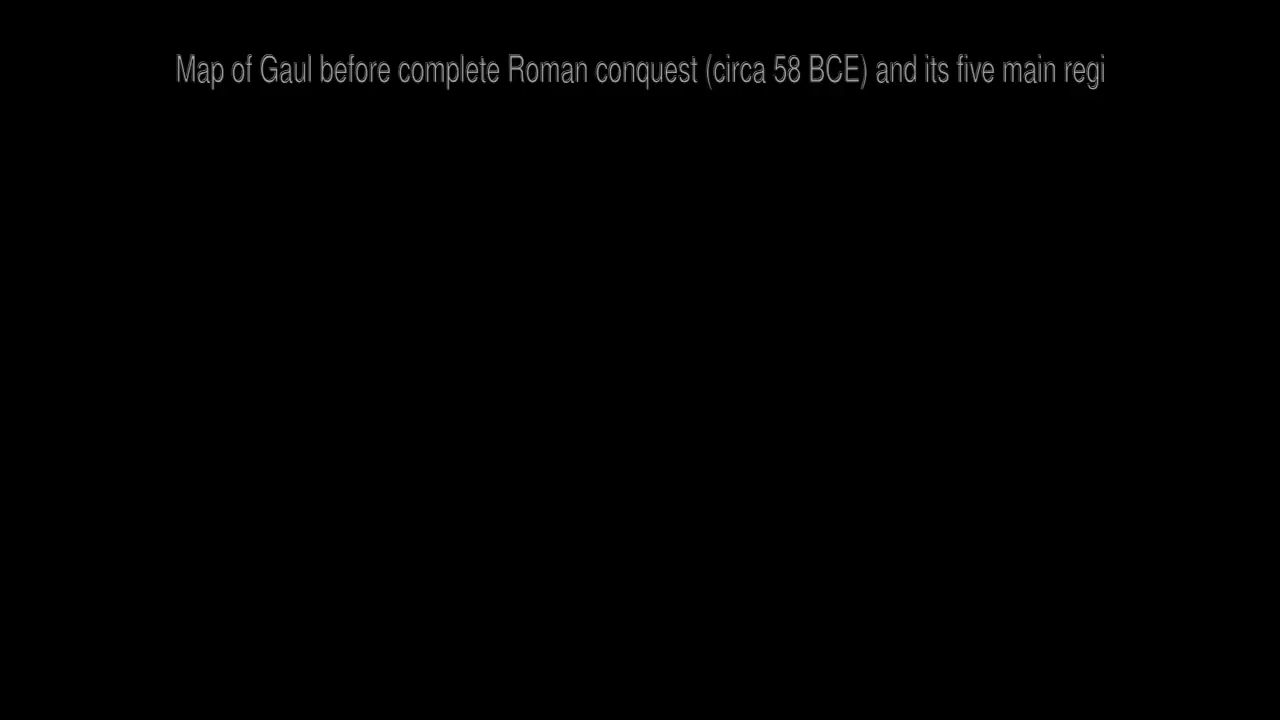 Map of Gaul before complete Roman conquest (circa 58 BCE) and its five main regi